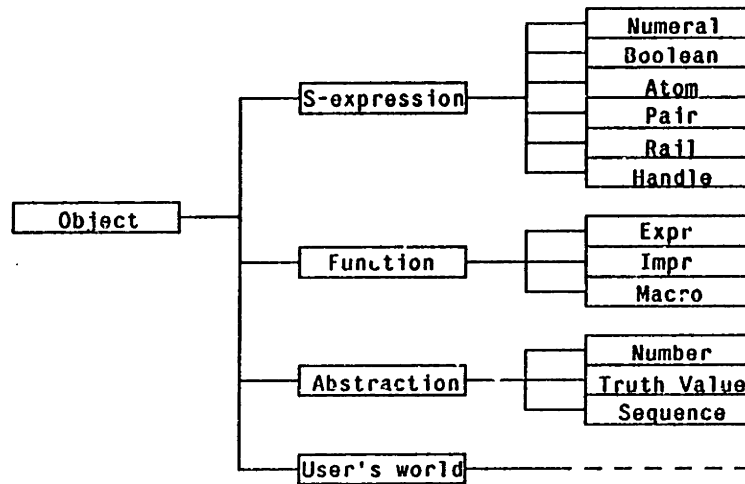 Numeral
Boolean
S-expression
Atom
Pair
Rail
Handle
Object
Expr
Function
Impr
Macro
Number
Abstraction
Truth Value
Sequence
User's world